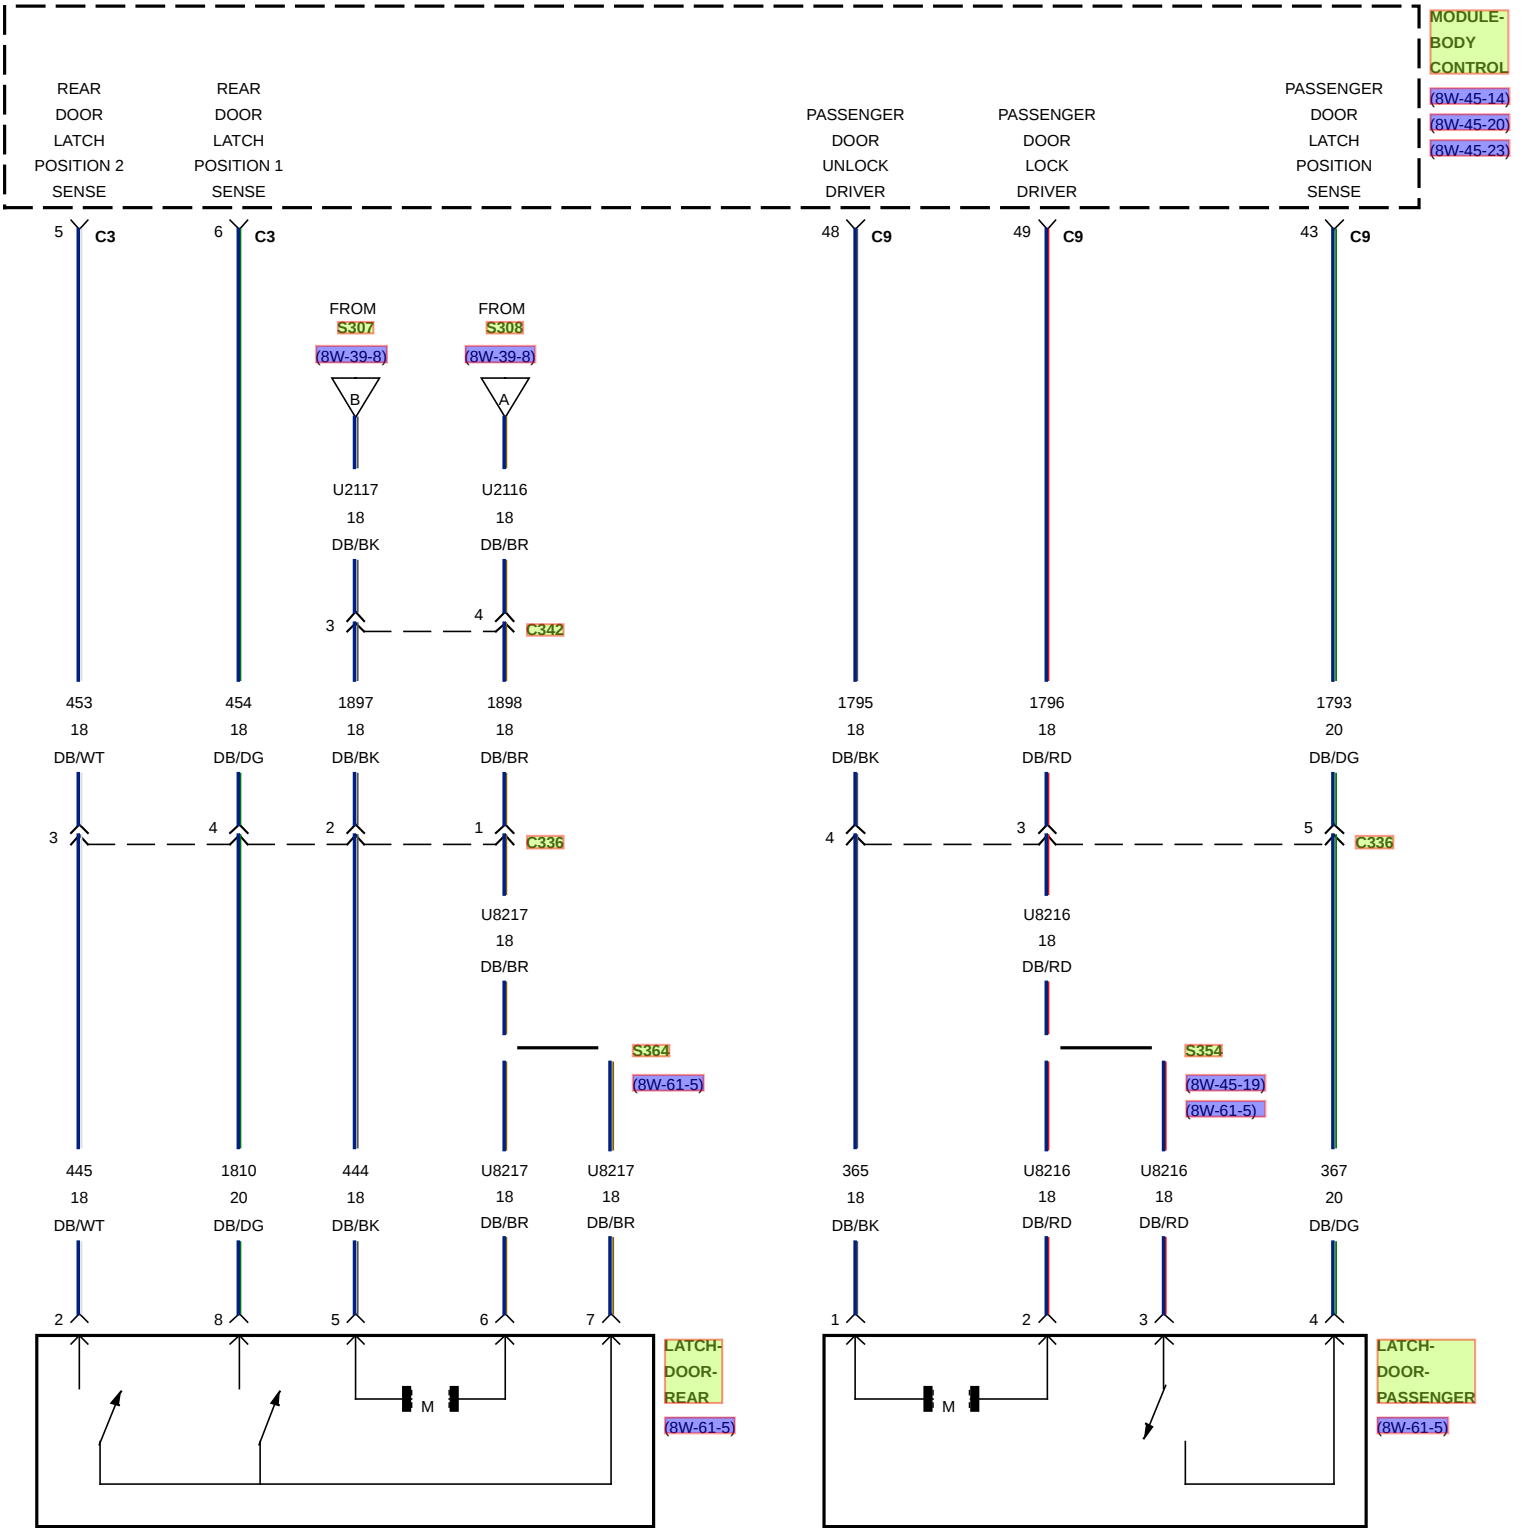 MODULE-
BODY
CONTROL
(8W-45-14)
(8W-45-20)
(8W-45-23)
REAR
DOOR
LATCH
POSITION 2
SENSE
REAR
DOOR
LATCH
POSITION 1
SENSE
PASSENGER
DOOR
UNLOCK
DRIVER
PASSENGER
DOOR
LOCK
DRIVER
PASSENGER
DOOR
LATCH
POSITION
SENSE
5 C3
6 C3
48 C9
49 C9
43 C9
FROM
S307
(8W-39-8)
B
FROM
S308
(8W-39-8)
A
U2117
18
DB/BK
U2116
18
DB/BR
3 4 C342
453
18
DB/WT
454
18
DB/DG
1897
18
DB/BK
1898
18
DB/BR
1795
18
DB/BK
1796
18
DB/RD
1793
20
DB/DG
3 4 2 1 C336
4 3 5 C336
U8217
18
DB/BR
U8216
18
DB/RD
S364
(8W-61-5)
S354
(8W-45-19)
(8W-61-5)
445
18
DB/WT
1810
20
DB/DG
444
18
DB/BK
U8217
18
DB/BR
U8217
18
DB/BR
365
18
DB/BK
U8216
18
DB/RD
U8216
18
DB/RD
367
20
DB/DG
2 8 5 6 7
1 2 3 4
M
LATCH-
DOOR-
REAR
(8W-61-5)
M
LATCH-
DOOR-
PASSENGER
(8W-61-5)